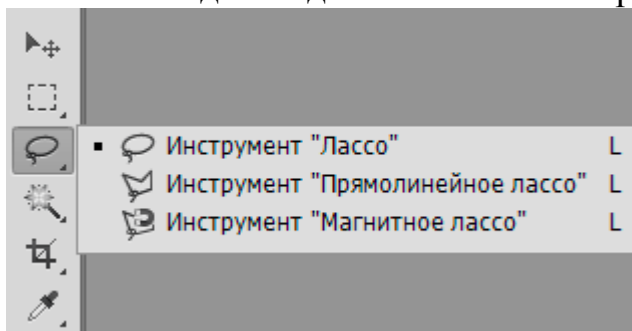 Инструмент "Лассо" L
Инструмент "Прямолинейное лассо" L
Инструмент "Магнитное лассо" L